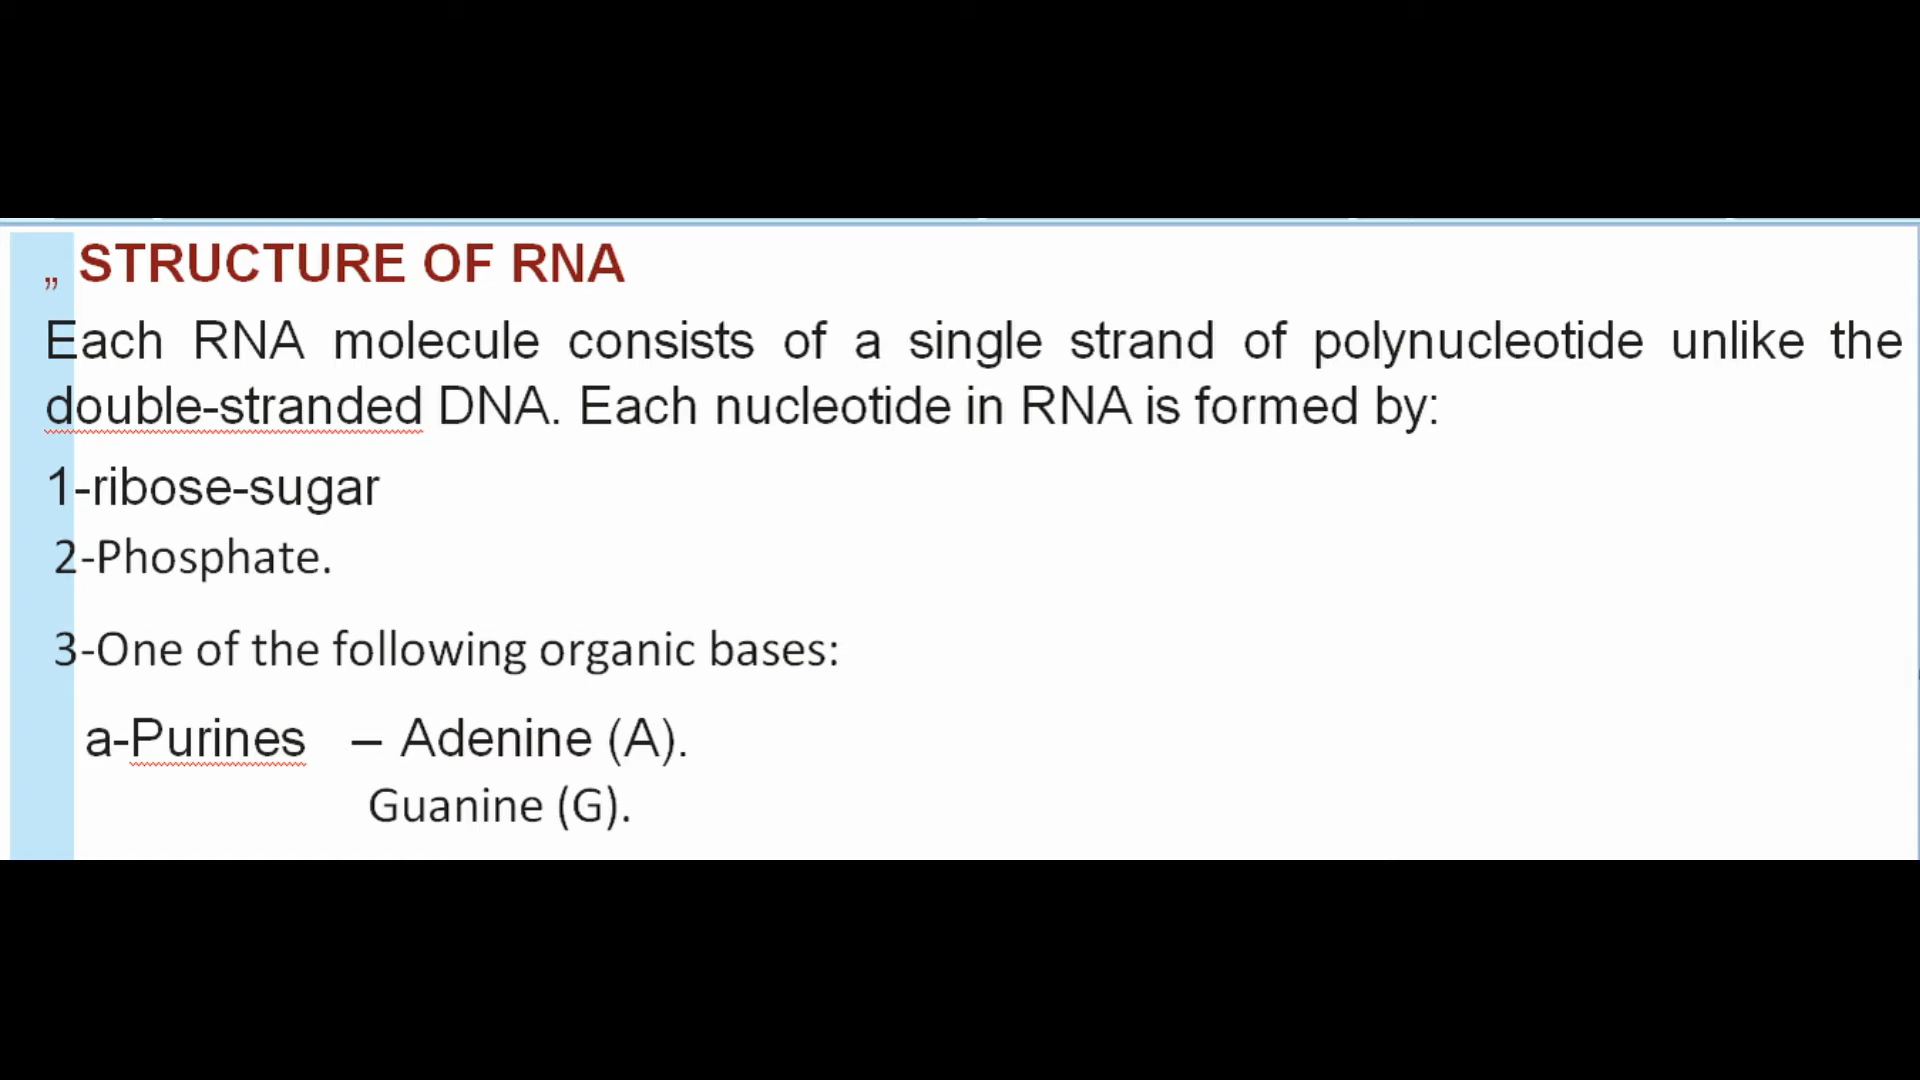 „ STRUCTURE OF RNA
Each RNA molecule consists of a single strand of polynucleotide unlike the
double-stranded DNA. Each nucleotide in RNA is formed by:
1-ribose-sugar
2-Phosphate.
3-One of the following organic bases:
a-Purines – Adenine (A).
Guanine (G).